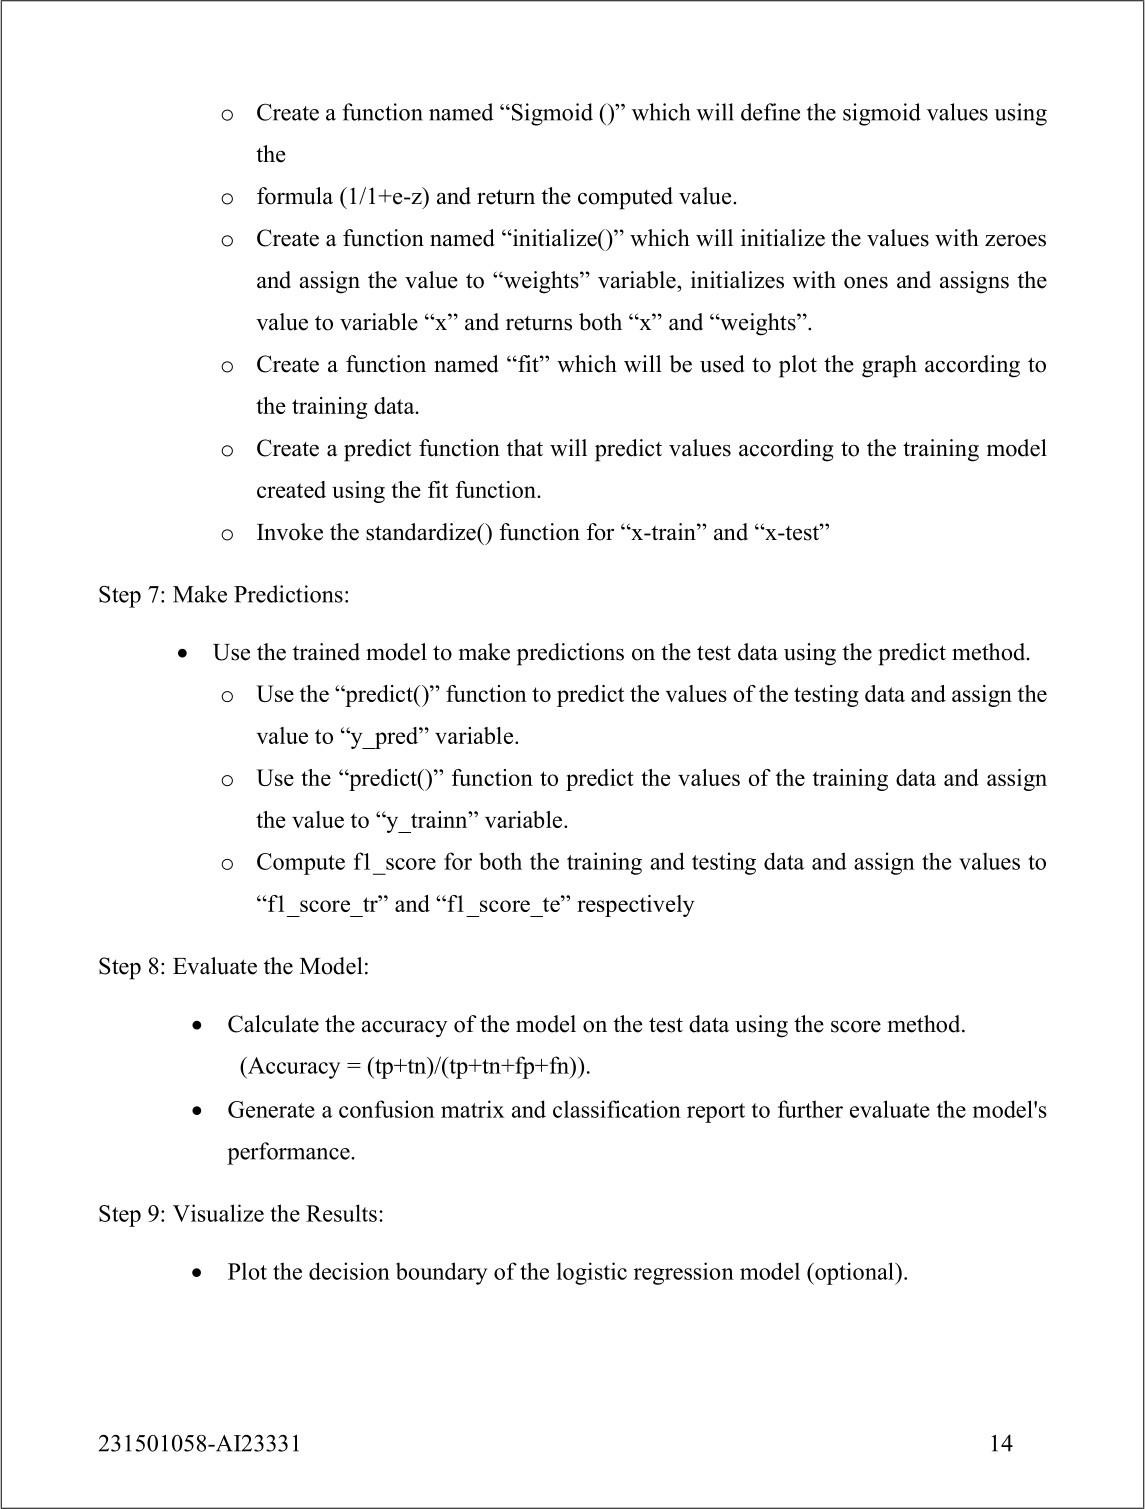 o Create a function named “Sigmoid ()” which will define the sigmoid values using
the
o formula (1/1+e-z) and return the computed value.
o Create a function named “initialize()” which will initialize the values with zeroes
and assign the value to “weights” variable, initializes with ones and assigns the
value to variable “x” and returns both “x” and “weights”.
o Create a function named “fit” which will be used to plot the graph according to
the training data.
o Create a predict function that will predict values according to the training model
created using the fit function.
o Invoke the standardize() function for “x-train” and “x-test”
Step 7: Make Predictions:
• Use the trained model to make predictions on the test data using the predict method.
o Use the “predict()” function to predict the values of the testing data and assign the
value to “y_pred” variable.
o Use the “predict()” function to predict the values of the training data and assign
the value to “y_trainn” variable.
o Compute f1_score for both the training and testing data and assign the values to
“f1_score_tr” and “f1_score_te” respectively
Step 8: Evaluate the Model:
• Calculate the accuracy of the model on the test data using the score method.
(Accuracy = (tp+tn)/(tp+tn+fp+fn)).
• Generate a confusion matrix and classification report to further evaluate the model's
performance.
Step 9: Visualize the Results:
• Plot the decision boundary of the logistic regression model (optional).
231501058-AI23331 14